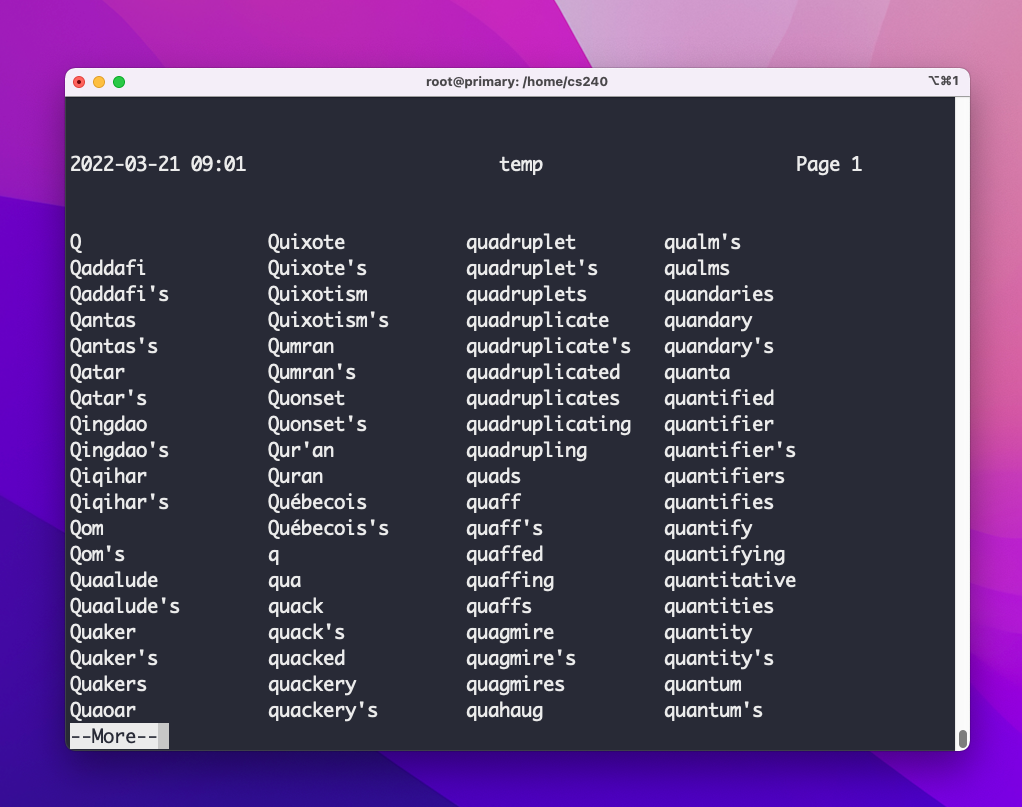 root@primary: /home/cs240 ⌥⌘1
2022-03-21 09:01 temp Page 1
Q Quixote quadruplet qualm's
Qaddafi Quixote's quadruplet's qualms
Qaddafi's Quixotism quadruplets quandaries
Qantas Quixotism's quadruplicate quandary
Qantas's Qumran quadruplicate's quandary's
Qatar Qumran's quadruplicated quanta
Qatar's Quonset quadruplicates quantified
Qingdao Quonset's quadruplicating quantifier
Qingdao's Qur'an quadrupling quantifier's
Qiqihar Quran quads quantifiers
Qiqihar's Québecois quaff quantifies
Qom Québecois's quaff's quantify
Qom's q quaffed quantifying
Quaalude qua quaffing quantitative
Quaalude's quack quaffs quantities
Quaker quack's quagmire quantity
Quaker's quacked quagmire's quantity's
Quakers quackery quagmires quantum
Quaoar quackery's quahaug quantum's
--More--